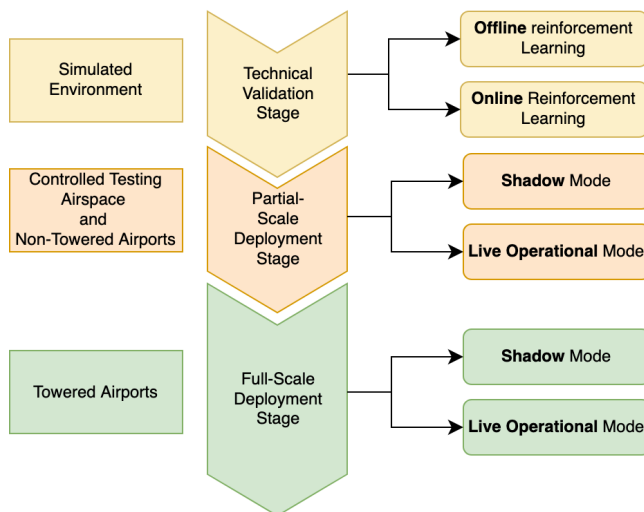 Simulated
Environment
Technical
Validation
Stage
Offline reinforcement
Learning
Online Reinforcement
Learning
Controlled Testing
Airspace
and
Non-Towered Airports
Partial-
Scale
Deployment
Stage
Shadow Mode
Live Operational Mode
Towered Airports
Full-Scale
Deployment
Stage
Shadow Mode
Live Operational Mode